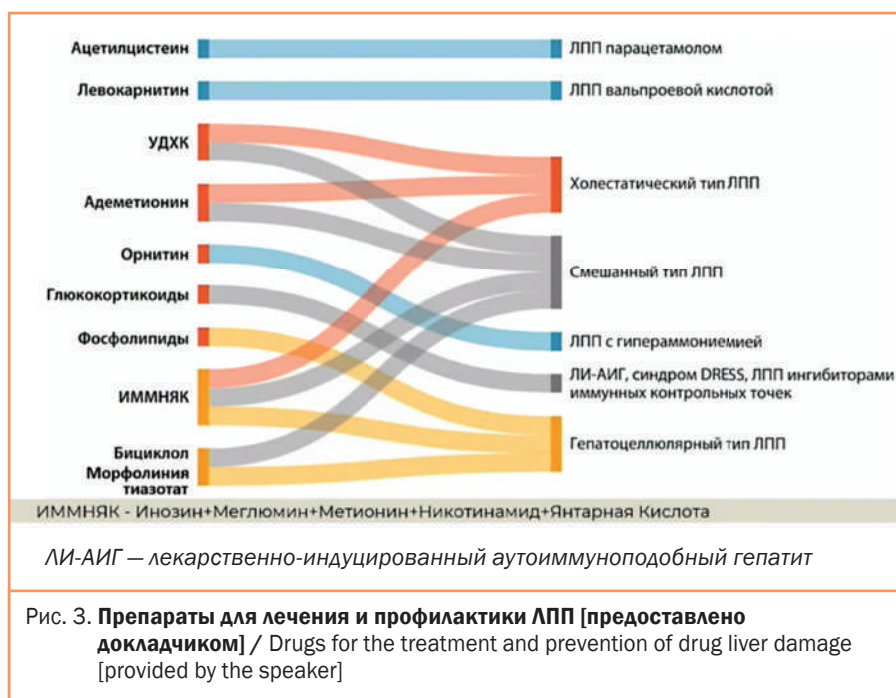 Ацетилцистеин
ЛПП парацетамолом
Левокарнитин
ЛПП вальпроевой кислотой
УДХК
Холестатический тип ЛПП
Адеметионин
Орнитин
Смешанный тип ЛПП
Глюкокортикоиды
Фосфолипиды
ЛПП с гипераммониемией
ЛИ-АИГ, синдром DRESS, ЛПП ингибиторами
иммунных контрольных точек
ИММНЯК
Гепатоцеллюлярный тип ЛПП
Бициклол
Морфолиния
тиазотат
ИММНЯК - Инозин+Меглюмин+Метионин+Никотинамид+Янтарная Кислота
ЛИ-АИГ — лекарственно-индуцированный аутоиммуноподобный гепатит
Рис. 3. Препараты для лечения и профилактики ЛПП [предоставлено
докладчиком] / Drugs for the treatment and prevention of drug liver damage
[provided by the speaker]